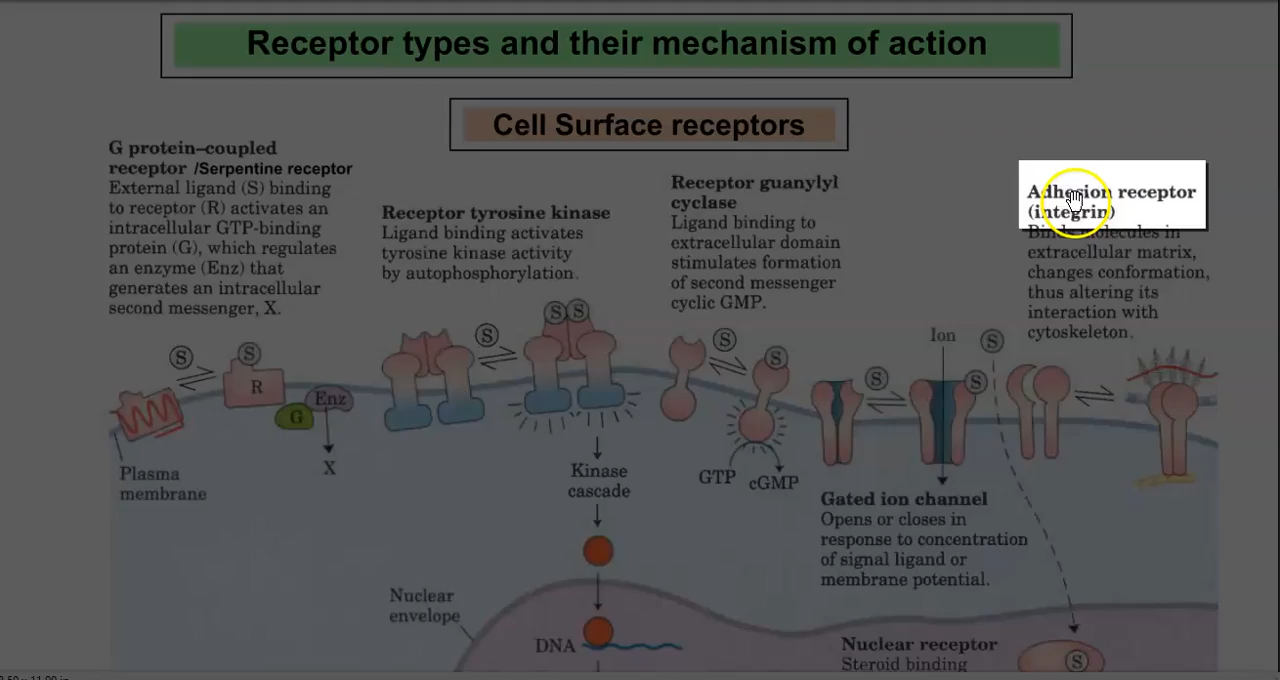 Receptor types and their mechanism of action
Cell Surface receptors
G protein–coupled
receptor /Serpentine receptor
External ligand (S) binding
to receptor (R) activates an
intracellular GTP-binding
protein (G), which regulates
an enzyme (Enz) that
generates an intracellular
second messenger, X.
Receptor tyrosine kinase
Ligand binding activates
tyrosine kinase activity
by autophosphorylation.
Receptor guanylyl
cyclase
Ligand binding to
extracellular domain
stimulates formation
of second messenger
cyclic GMP.
Adhesion receptor
(integrin)
Binds molecules in
extracellular matrix,
changes conformation,
thus altering its
interaction with
cytoskeleton.
S
S
R
G
Enz
X
Plasma
membrane
S
S S
Kinase
cascade
S
S
GTP
cGMP
S
Ion
S
S
Gated ion channel
Opens or closes in
response to concentration
of signal ligand or
membrane potential.
Nuclear
envelope
DNA
Nuclear receptor
Steroid binding
S